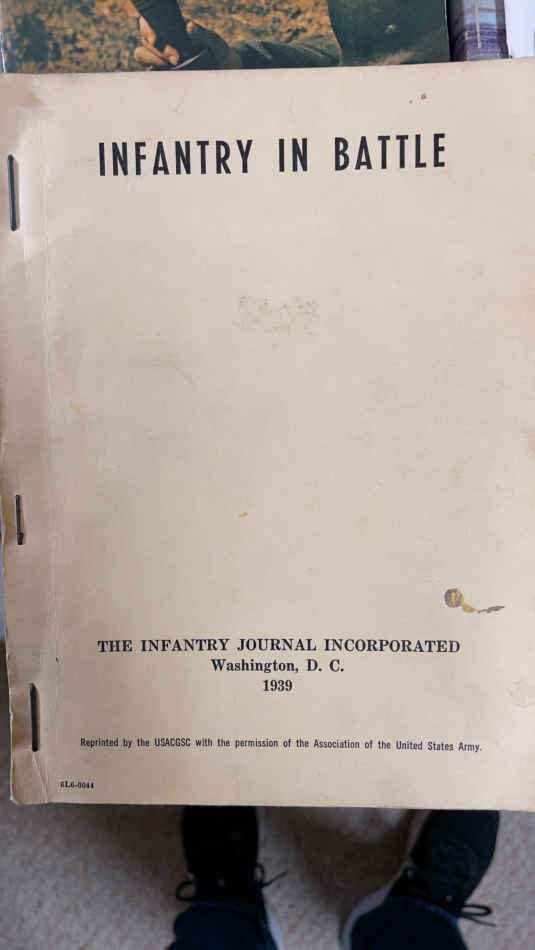 INFANTRY IN BATTLE
THE INFANTRY JOURNAL INCORPORATED
Washington, D. C.
1939
Reprinted by the USACGSC with the permission of the Association of the United States Army.
6L6-0044